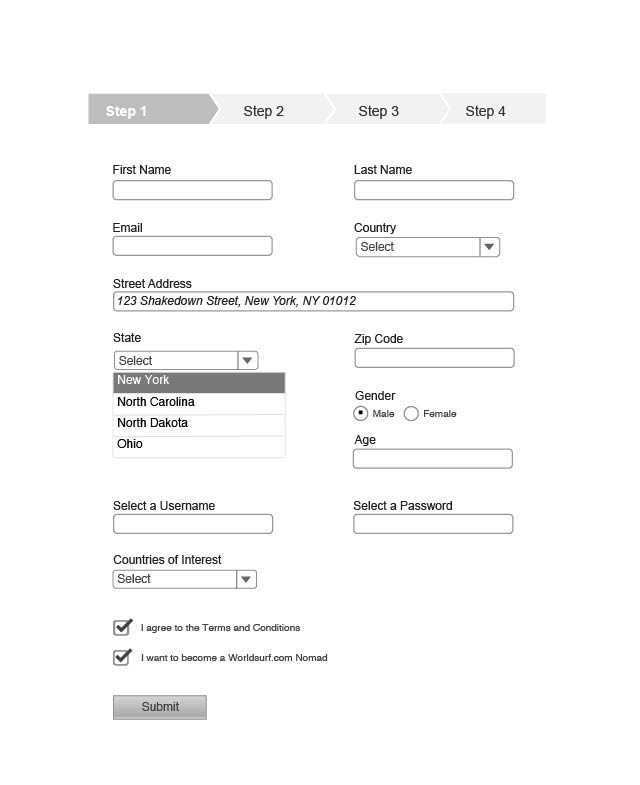 Step 1 Step 2 Step 3 Step 4
First Name Last Name
Email Country
Select
Street Address
123 Shakedown Street, New York, NY 01012
State Zip Code
Select
New York
North Carolina
North Dakota
Ohio
Gender
Male Female
Age
Select a Username Select a Password
Countries of Interest
Select
I agree to the Terms and Conditions
I want to become a Worldsurf.com Nomad
Submit